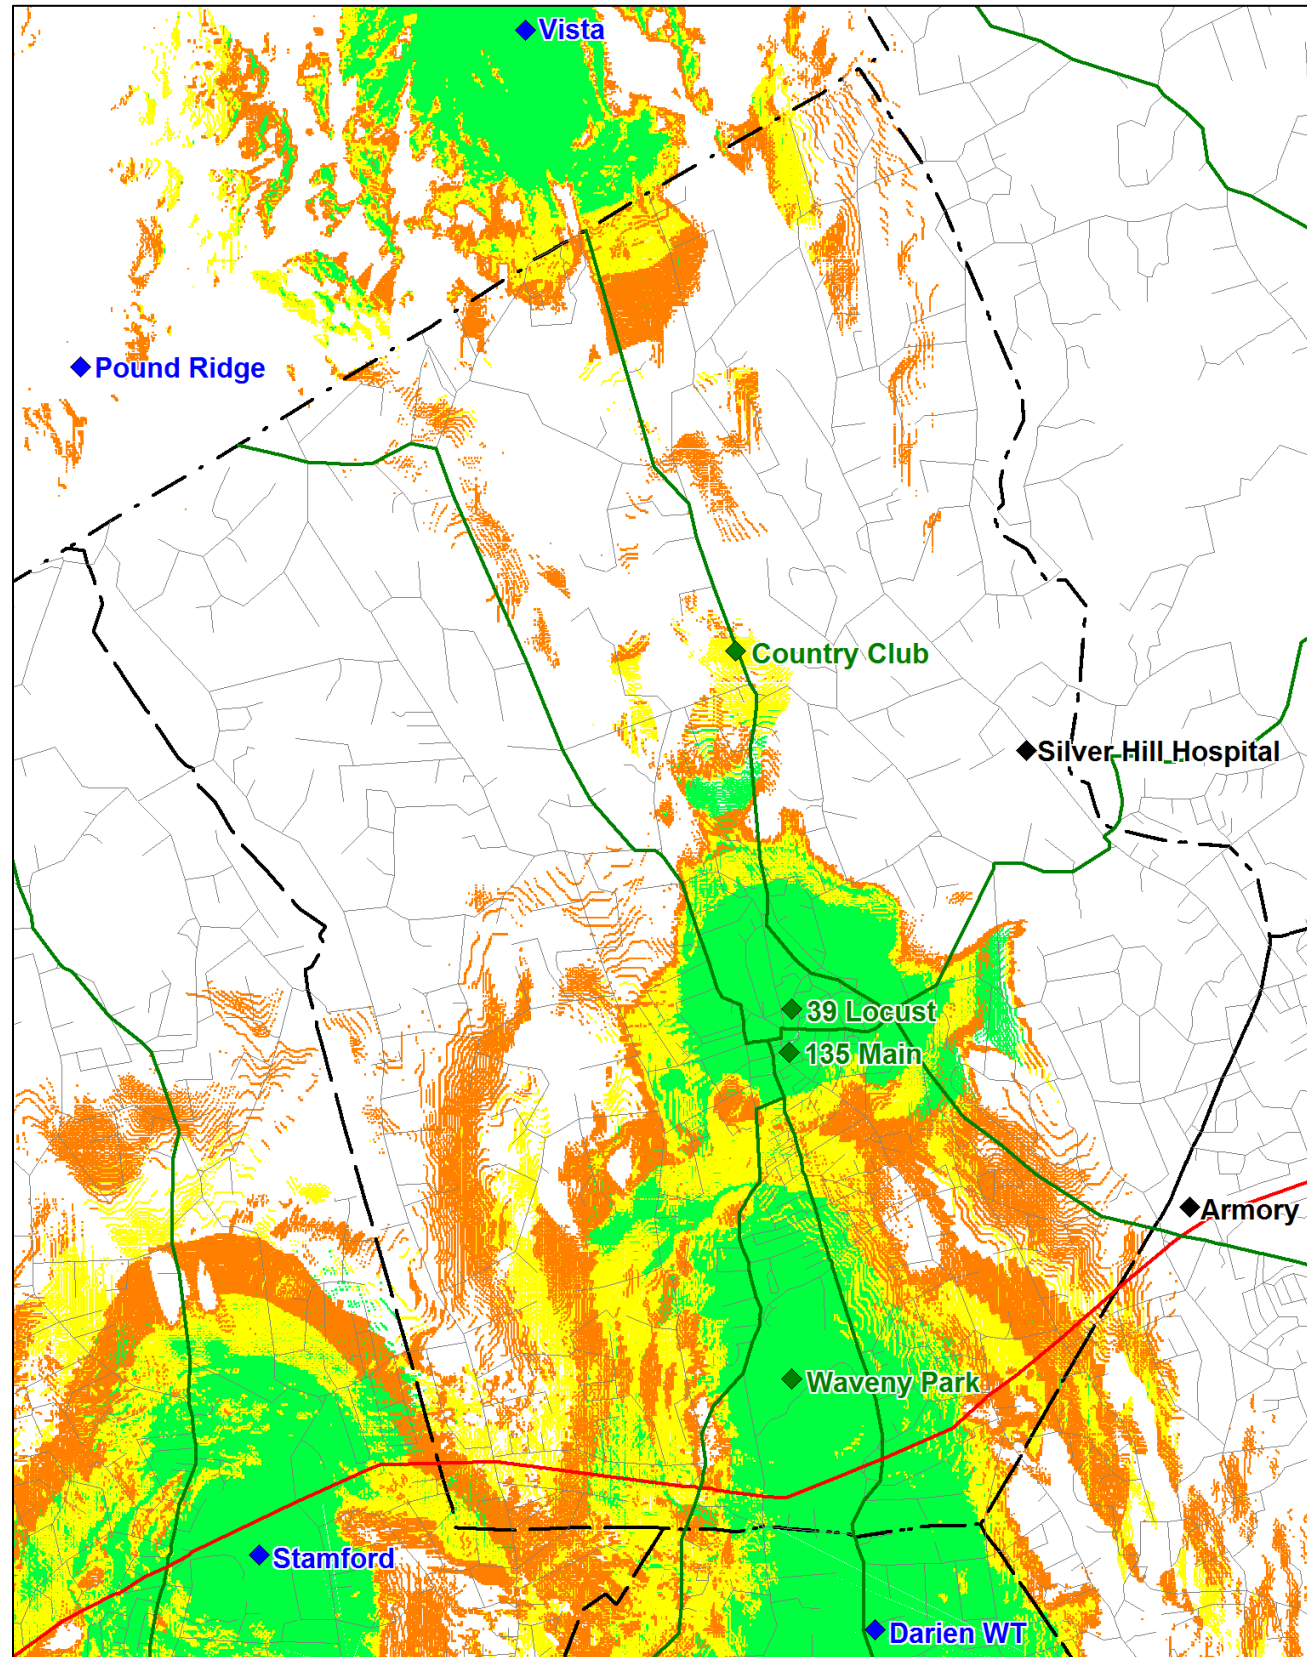 Vista
Pound Ridge
Country Club
Silver Hill Hospital
39 Locust
135 Main
Armory
Waveny Park
Stamford
Darien WT